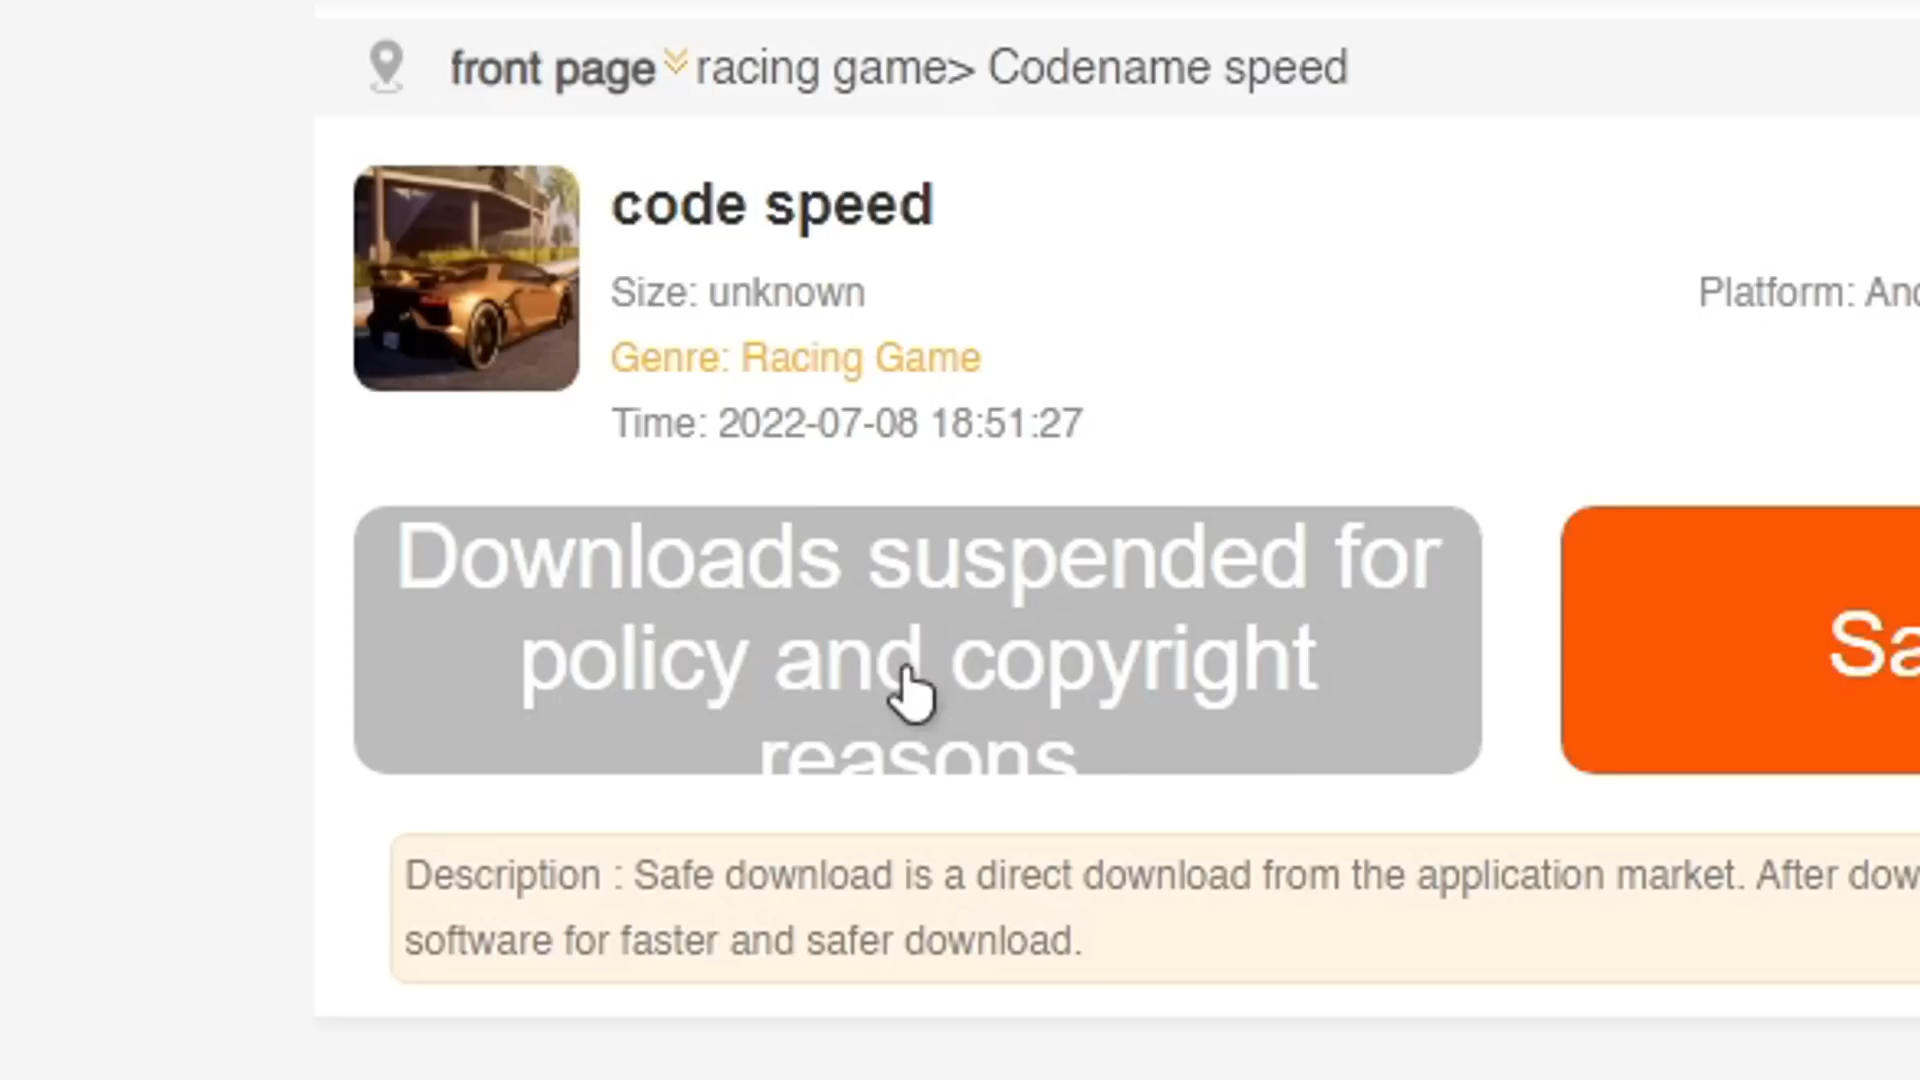 front page racing game> Codename speed
code speed
Size: unknown
Platform:
Genre: Racing Game
Time: 2022-07-08 18:51:27
Downloads suspended for
policy and copyright
reasons
Description : Safe download is a direct download from the application market. After
software for faster and safer download.